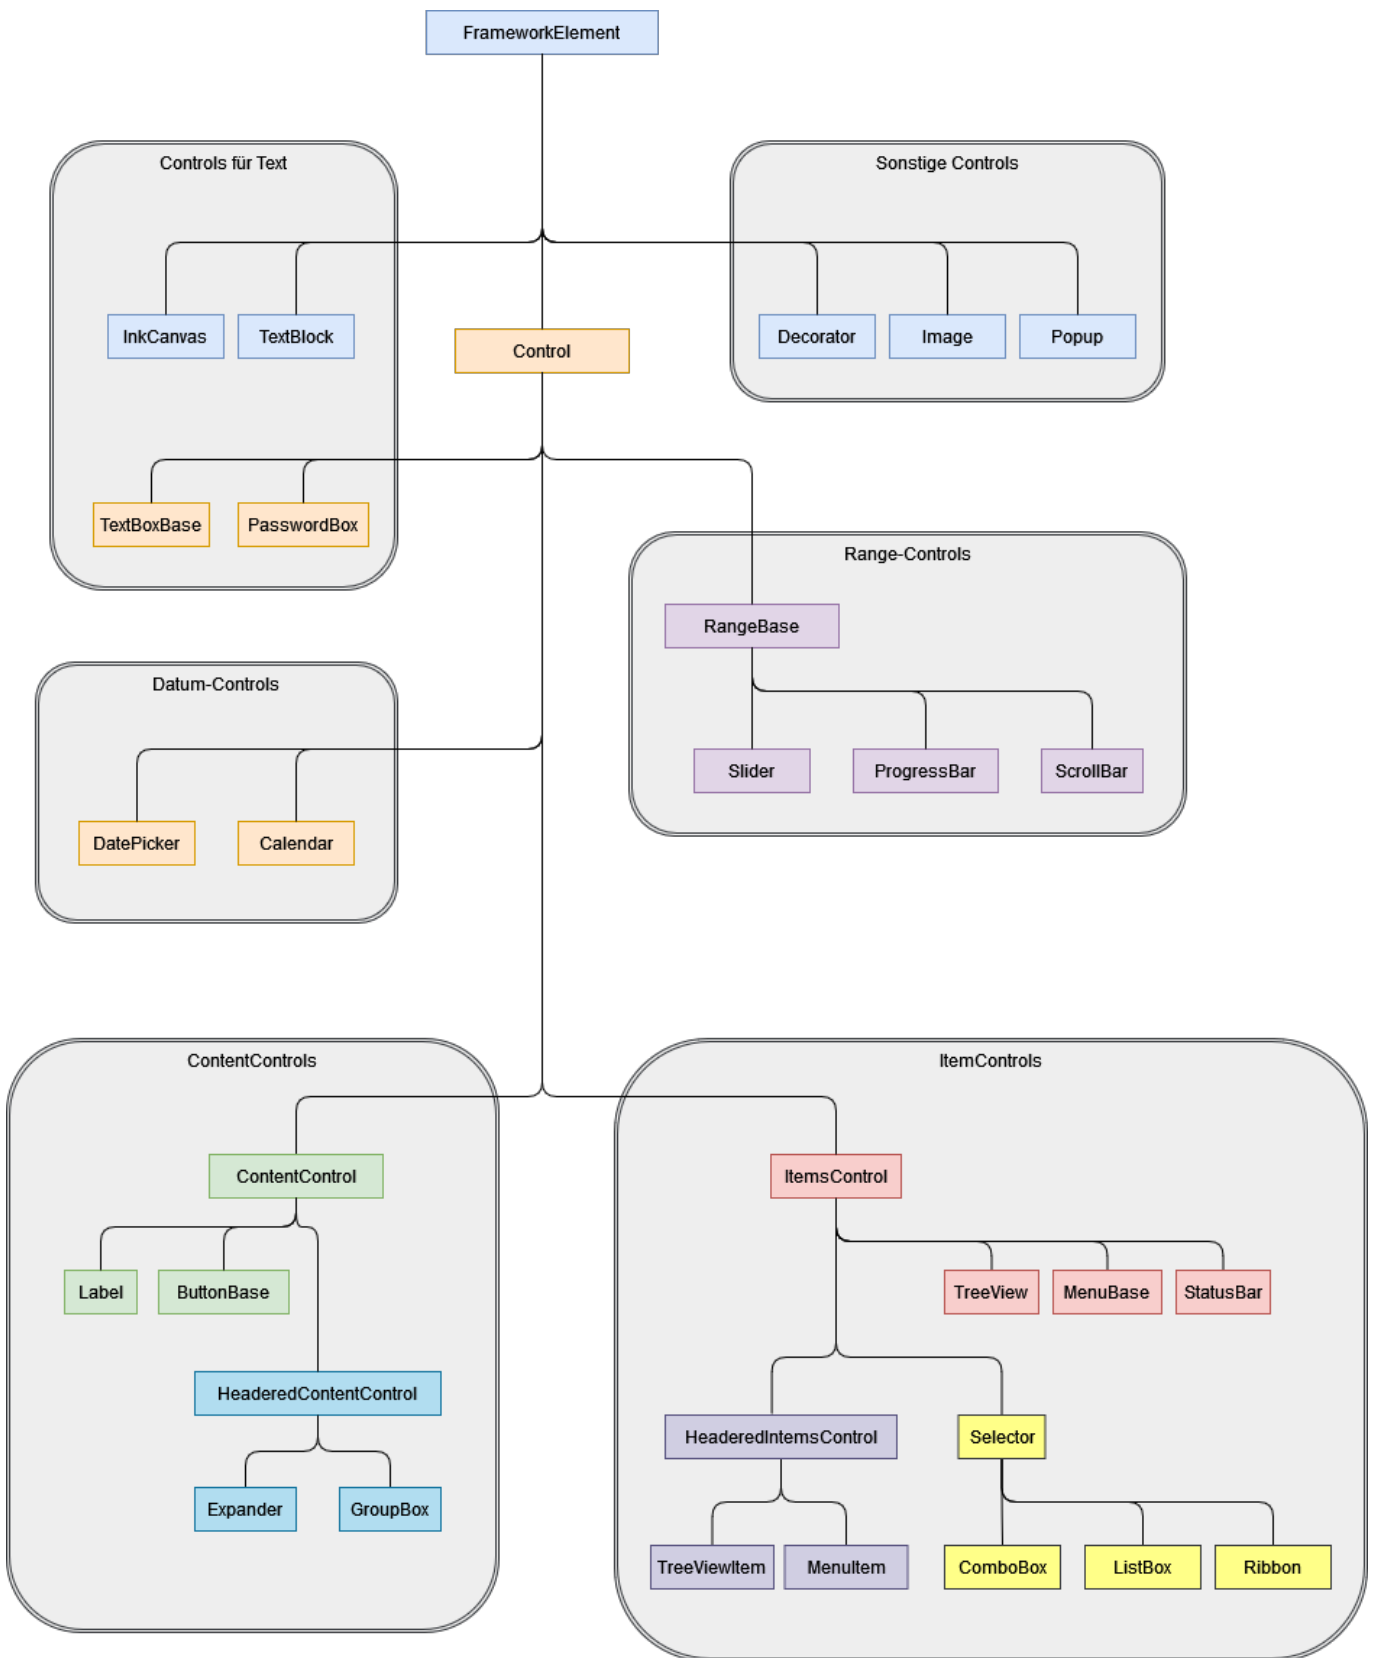 FrameworkElement
Controls für Text
Sonstige Controls
InkCanvas
TextBlock
Control
Decorator
Image
Popup
TextBoxBase
PasswordBox
Range-Controls
RangeBase
Datum-Controls
Slider
ProgressBar
ScrollBar
DatePicker
Calendar
ContentControls
ItemControls
ContentControl
ItemsControl
Label
ButtonBase
TreeView
MenuBase
StatusBar
HeaderedContentControl
HeaderedIntemsControl
Selector
Expander
GroupBox
TreeViewItem
MenuItem
ComboBox
ListBox
Ribbon